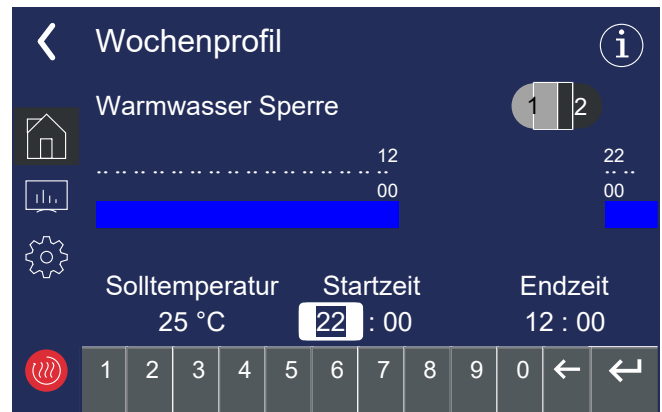 Wochenprofil
i
Warmwasser Sperre
1 2
12 22
00 00
Solltemperatur Startzeit Endzeit
25 °C 22 : 00 12 : 00
1 2 3 4 5 6 7 8 9 0 ← ↵